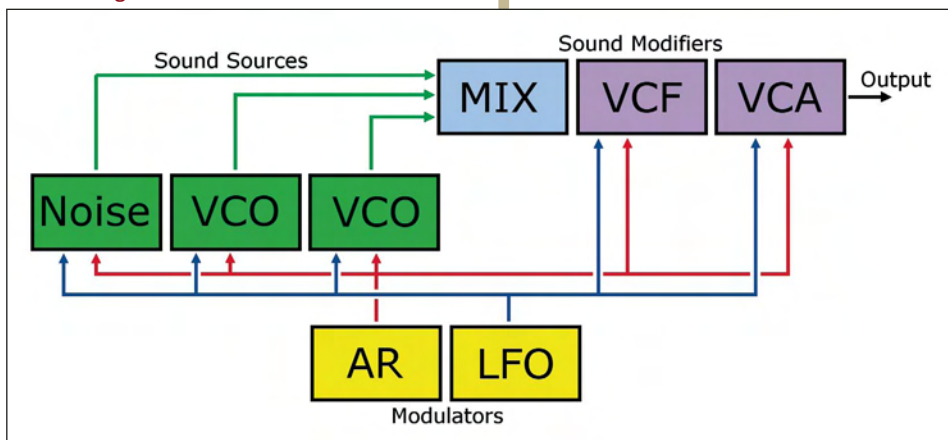 Sound Modifiers
Sound Sources
MIX
VCF
VCA
Output
Noise
VCO
VCO
AR
LFO
Modulators